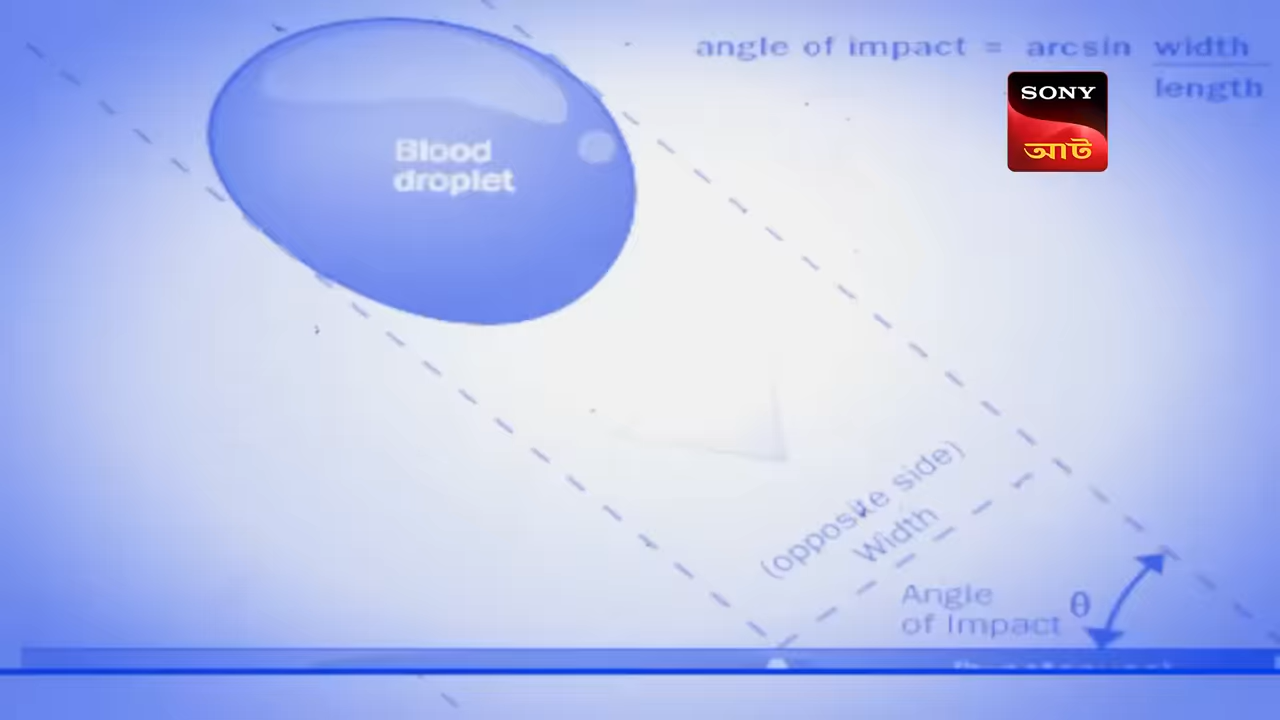 angle of impact = arcsin width
length
SONY
আট
Blood
droplet
(opposite side)
Width
Angle
of Impact
θ